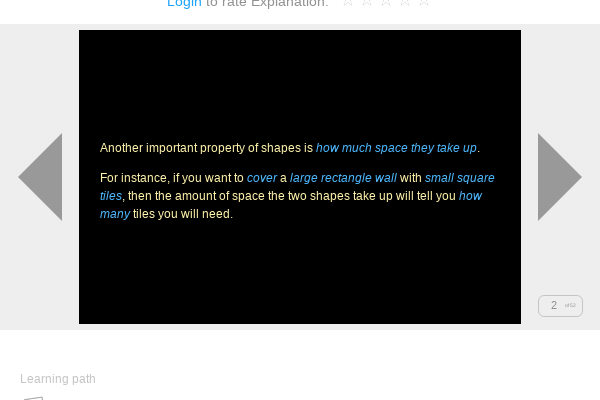 Login to rate Explanation:
Another important property of shapes is how much space they take up.
For instance, if you want to cover a large rectangle wall with small square
tiles, then the amount of space the two shapes take up will tell you how
many tiles you will need.
2 of12
Learning path